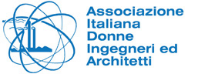 Associazione
Italiana
Donne
Ingegneri ed
Architetti